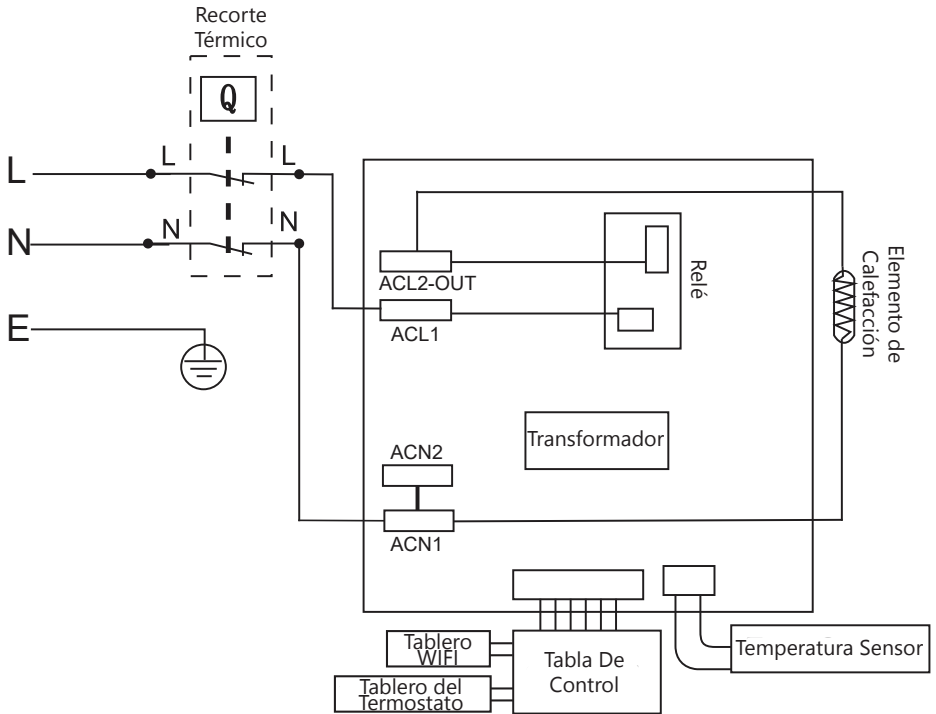 Recorte
Térmico
Q
L
L
L
N
N
N
E
ACL2-OUT
ACL1
Relé
Elemento de
Calefacción
Transformador
ACN2
ACN1
Tablero
WIFI
Tablero del
Termostato
Tabla De
Control
Temperatura Sensor